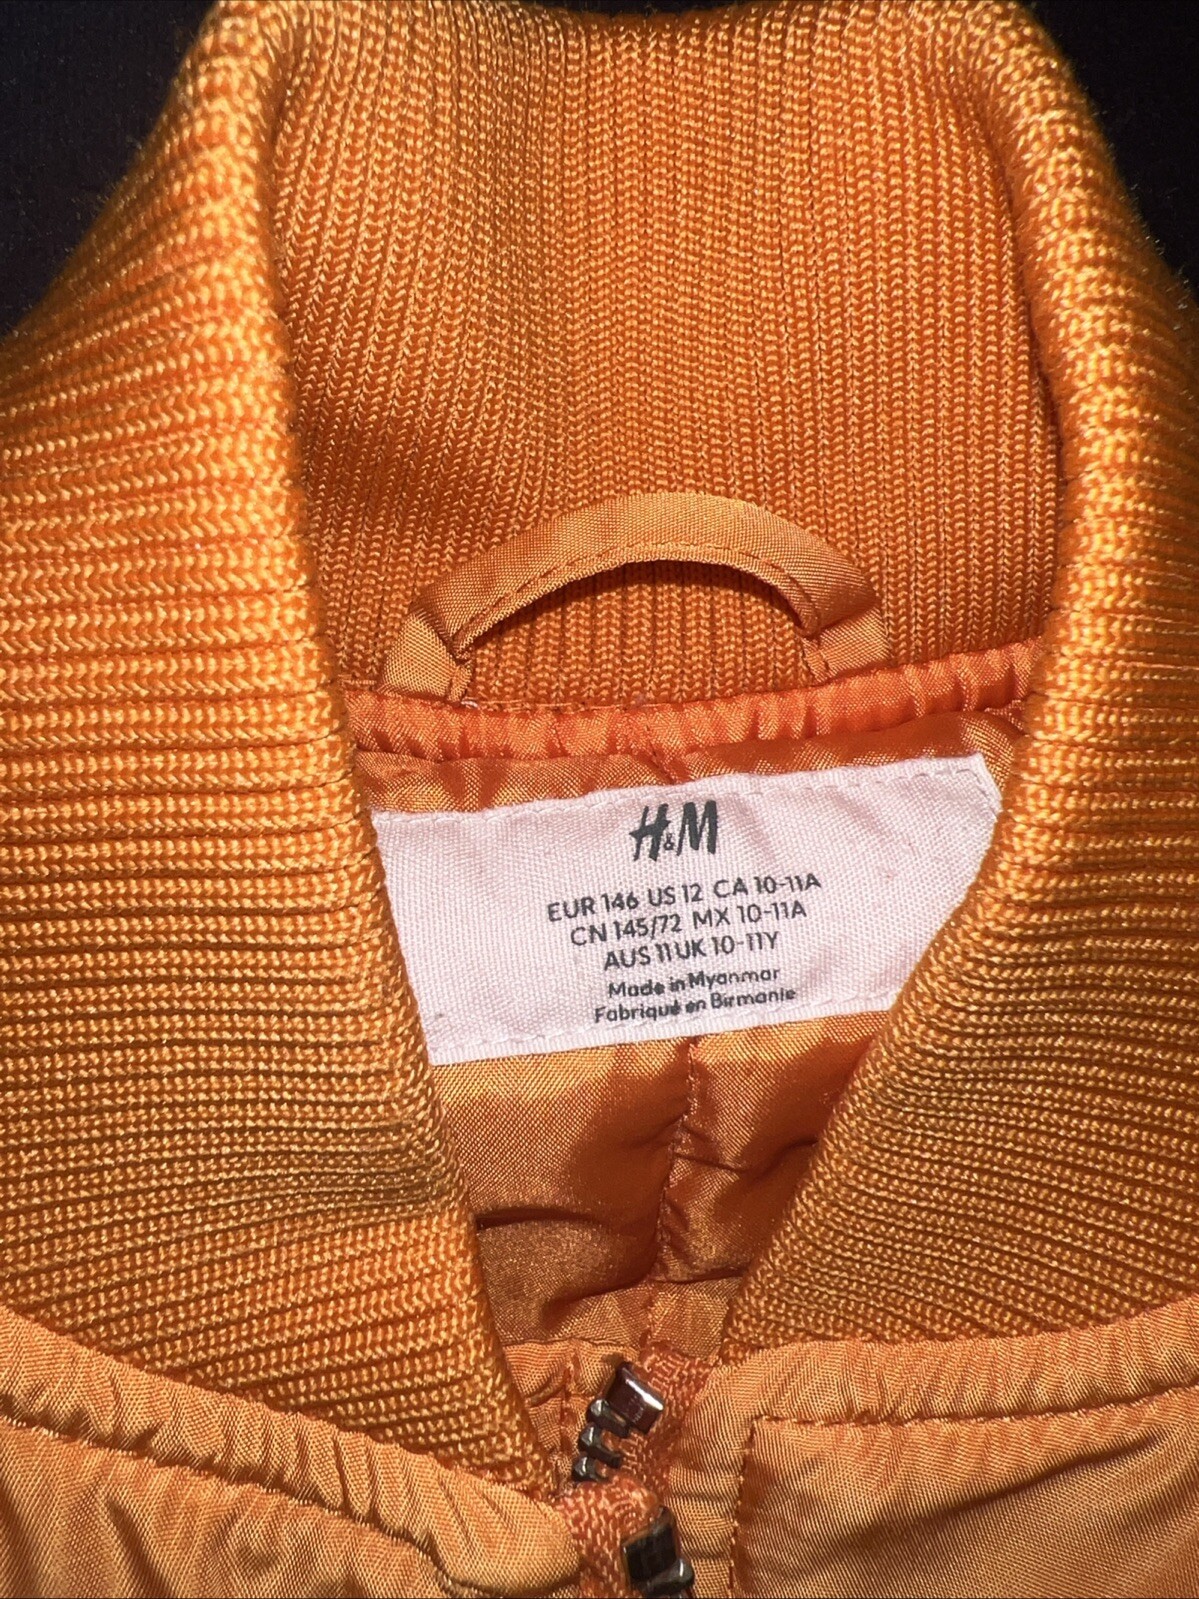 H&M
EUR 146 US 12 CA 10-11A
CN 145/72 MX 10-11A
AUS 11 UK 10-11Y
Made in Myanmar
Fabriqué en Birmanie